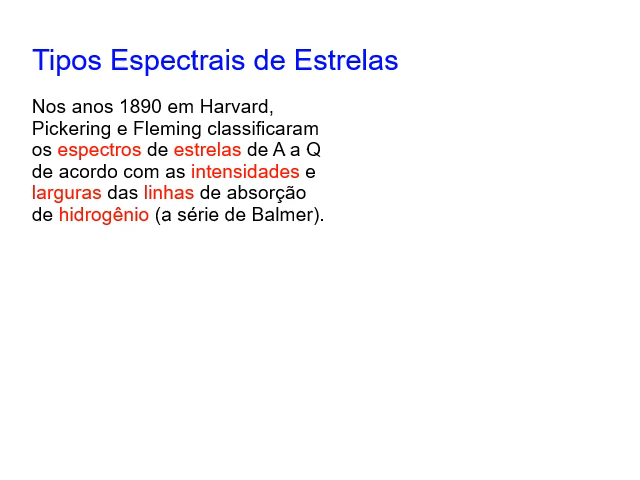 Tipos Espectrais de Estrelas
Nos anos 1890 em Harvard,
Pickering e Fleming classificaram
os espectros de estrelas de A a Q
de acordo com as intensidades e
larguras das linhas de absorção
de hidrogênio (a série de Balmer).